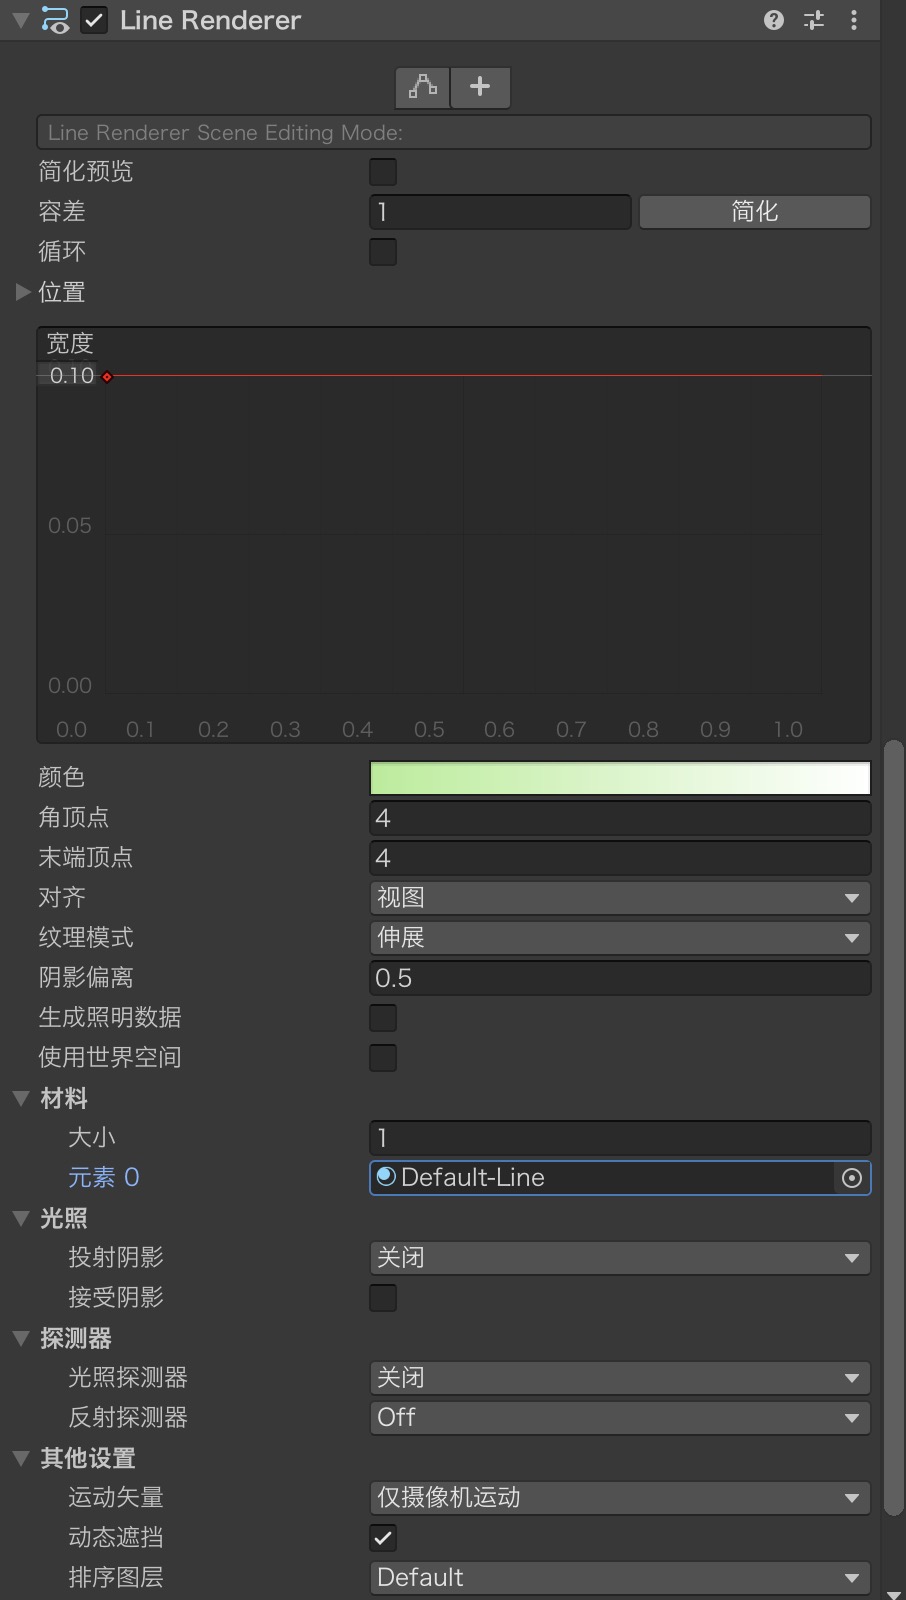 Line Renderer
Line Renderer Scene Editing Mode:
简化预览
容差 1 简化
循环
位置
宽度
0.10
0.05
0.00
0.0 0.1 0.2 0.3 0.4 0.5 0.6 0.7 0.8 0.9 1.0
颜色
角顶点 4
末端顶点 4
对齐 视图
纹理模式 伸展
阴影偏离 0.5
生成照明数据
使用世界空间
材料
大小 1
元素 0 Default-Line
光照
投射阴影 关闭
接受阴影
探测器
光照探测器 关闭
反射探测器 Off
其他设置
运动矢量 仅摄像机运动
动态遮挡
排序图层 Default